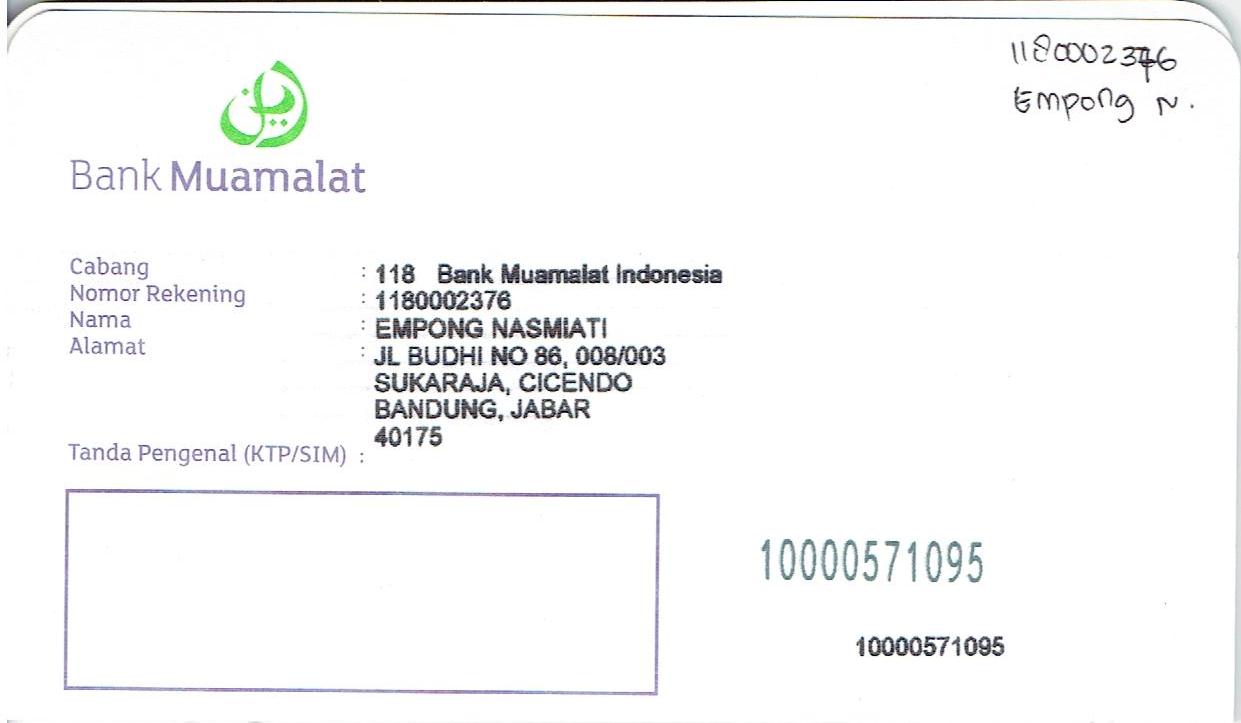 1180002376
Empong N.
Bank Muamalat
Cabang : 118 Bank Muamalat Indonesia
Nomor Rekening : 1180002376
Nama : EMPONG NASMIATI
Alamat : JL BUDHI NO 86, 008/003
SUKARAJA, CICENDO
BANDUNG, JABAR
40175
Tanda Pengenal (KTP/SIM) :
10000571095
10000571095